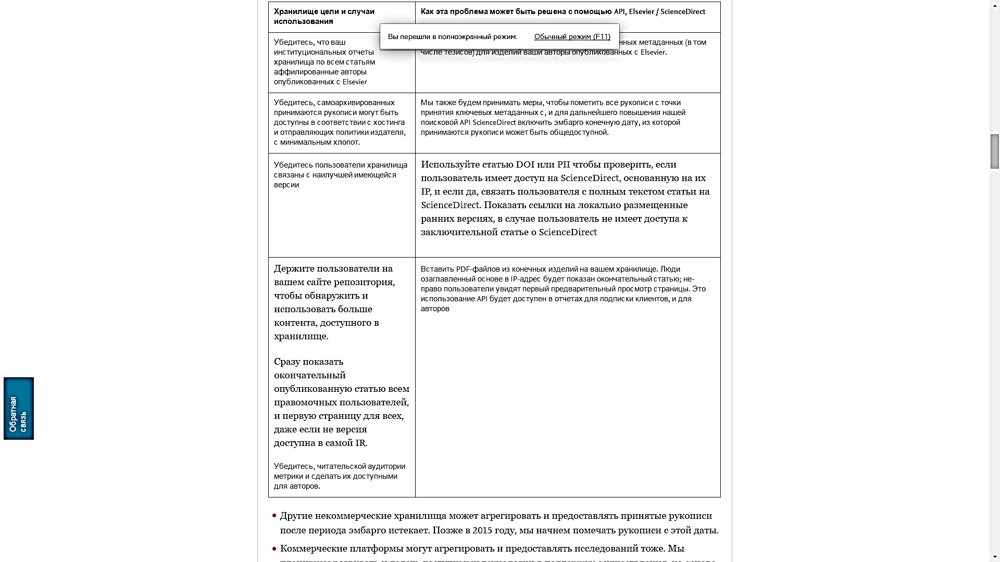 Хранилище цели и случаи
использования
Как эта проблема может быть решена с помощью API, Elsevier / ScienceDirect
Вы перешли в полноэкранный режим. Обычный режим (F11)
Убедитесь, что ваш
институциональных отчеты
хранилища по всем статьям
аффилированные авторы
опубликованных с Elsevier
нных метаданных (в том
числе тезисов) для изделий ваши авторы опубликованных с Elsevier.
Убедитесь, самоархивированных
принимаются рукописи могут быть
доступны в соответствии с хостинга
и отправляющих политики издателя,
с минимальным хлопот.
Мы также будем принимать меры, чтобы пометить все рукописи с точки
принятия ключевых метаданных с, и для дальнейшего повышения нашей
поисковой API ScienceDirect включить эмбарго конечную дату, из которой
принимаются рукописи может быть общедоступной.
Убедитесь пользователи хранилища
связаны с наилучшей имеющейся
версии
Используйте статью DOI или PII чтобы проверить, если
пользователь имеет доступ на ScienceDirect, основанную на их
IP, и если да, связать пользователя с полным текстом статьи на
ScienceDirect. Показать ссылки на локально размещенные
ранних версиях, в случае пользователь не имеет доступа к
заключительной статье о ScienceDirect
Держите пользователи на
вашем сайте репозитория,
чтобы обнаружить и
использовать больше
контента, доступного в
хранилище.
Сразу показать
окончательный
опубликованную статью всем
правомочных пользователей,
и первую страницу для всех,
даже если не версия
доступна в самой IR.
Убедитесь, читательской аудитории
метрики и сделать их доступными
для авторов.
Вставить PDF-файлов из конечных изделий на вашем хранилище. Люди
озаглавленный основе в IP-адрес будет показан окончательный статью; не-
право пользователи увидят первый предварительный просмотр страницы. Это
использование API будет доступен в отчетах для подписки клиентов, и для
авторов
Обратная
связь
Другие некоммерческие хранилища может агрегировать и предоставлять принятые рукописи
после периода эмбарго истекает. Позже в 2015 году, мы начнем помечать рукописи с этой даты.
Коммерческие платформы могут агрегировать и предоставлять исследований тоже. Мы